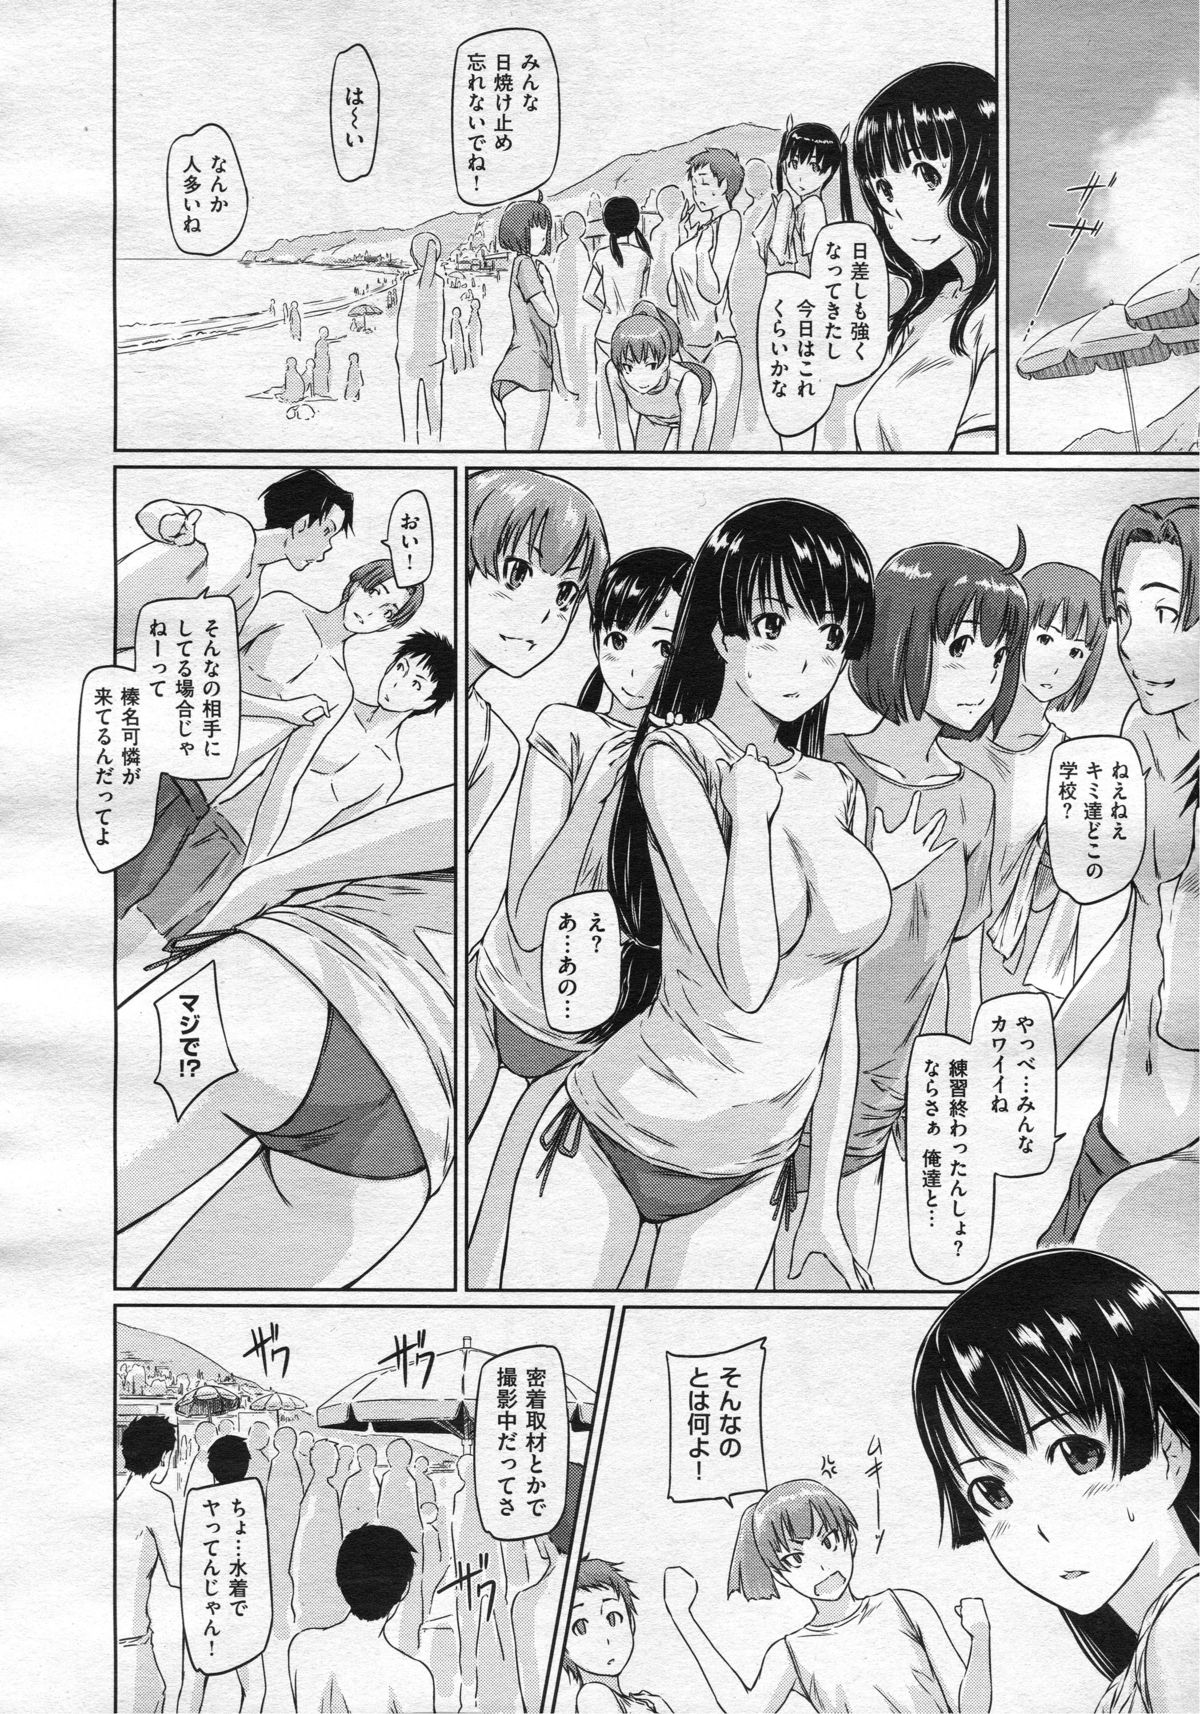 ザザ
日差しも強く
なってきたし
今日はこれ
くらいかな
みんな
日焼け止め
忘れないでね！
は〜い
なんか
人多いね
ねえねえ
キミ達どこの
学校？
やっべ…みんな
カワイイね
練習終わったんしょ？
ならさぁ 俺達と…
え？
あ…あの…
おい！
そんなの相手に
してる場合じゃ
ねーって
榛名可憐が
来てるんだってよ
マジで!?
そんなの
とは何よ！
ムキーッ
密着取材とかで
撮影中だってさ
ザワ
ザワ
ザワ
ちょ…水着で
ヤってんじゃん！